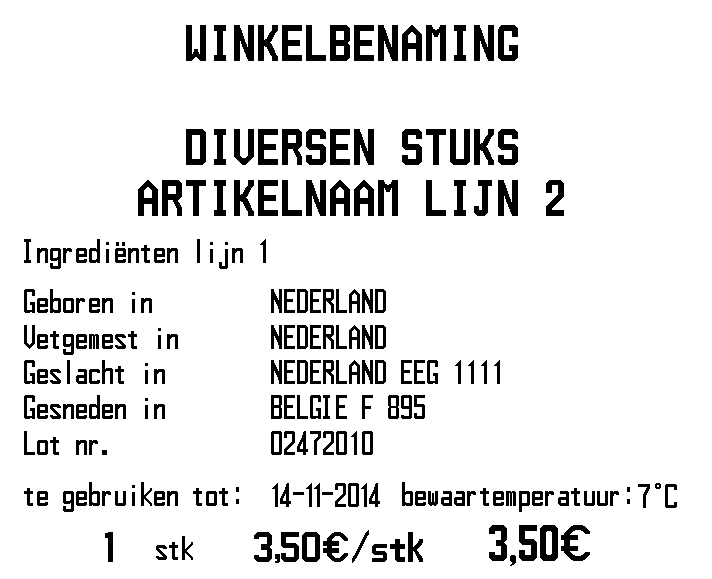 WINKELBENAMING
DIVERSEN STUKS
ARTIKELNAAM LIJN 2
Ingrediënten lijn 1
Geboren in NEDERLAND
Vetgemest in NEDERLAND
Geslacht in NEDERLAND EEG 1111
Gesneden in BELGIE F 895
Lot nr. 02472010
te gebruiken tot: 14-11-2014 bewaartemperatuur:7°C
1 stk 3,50€/stk 3,50€